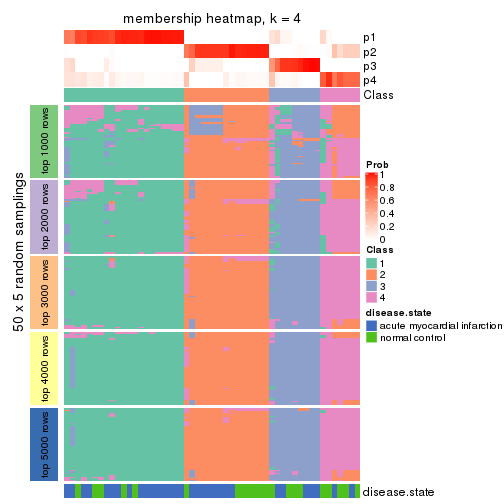 membership heatmap, k = 4
p1
p2
p3
p4
Class
50 x 5 random samplings
top 1000 rows
top 2000 rows
top 3000 rows
top 4000 rows
top 5000 rows
disease.state
Prob
1
0.8
0.6
0.4
0.2
0
Class
1
2
3
4
disease.state
acute myocardial infarction
normal control